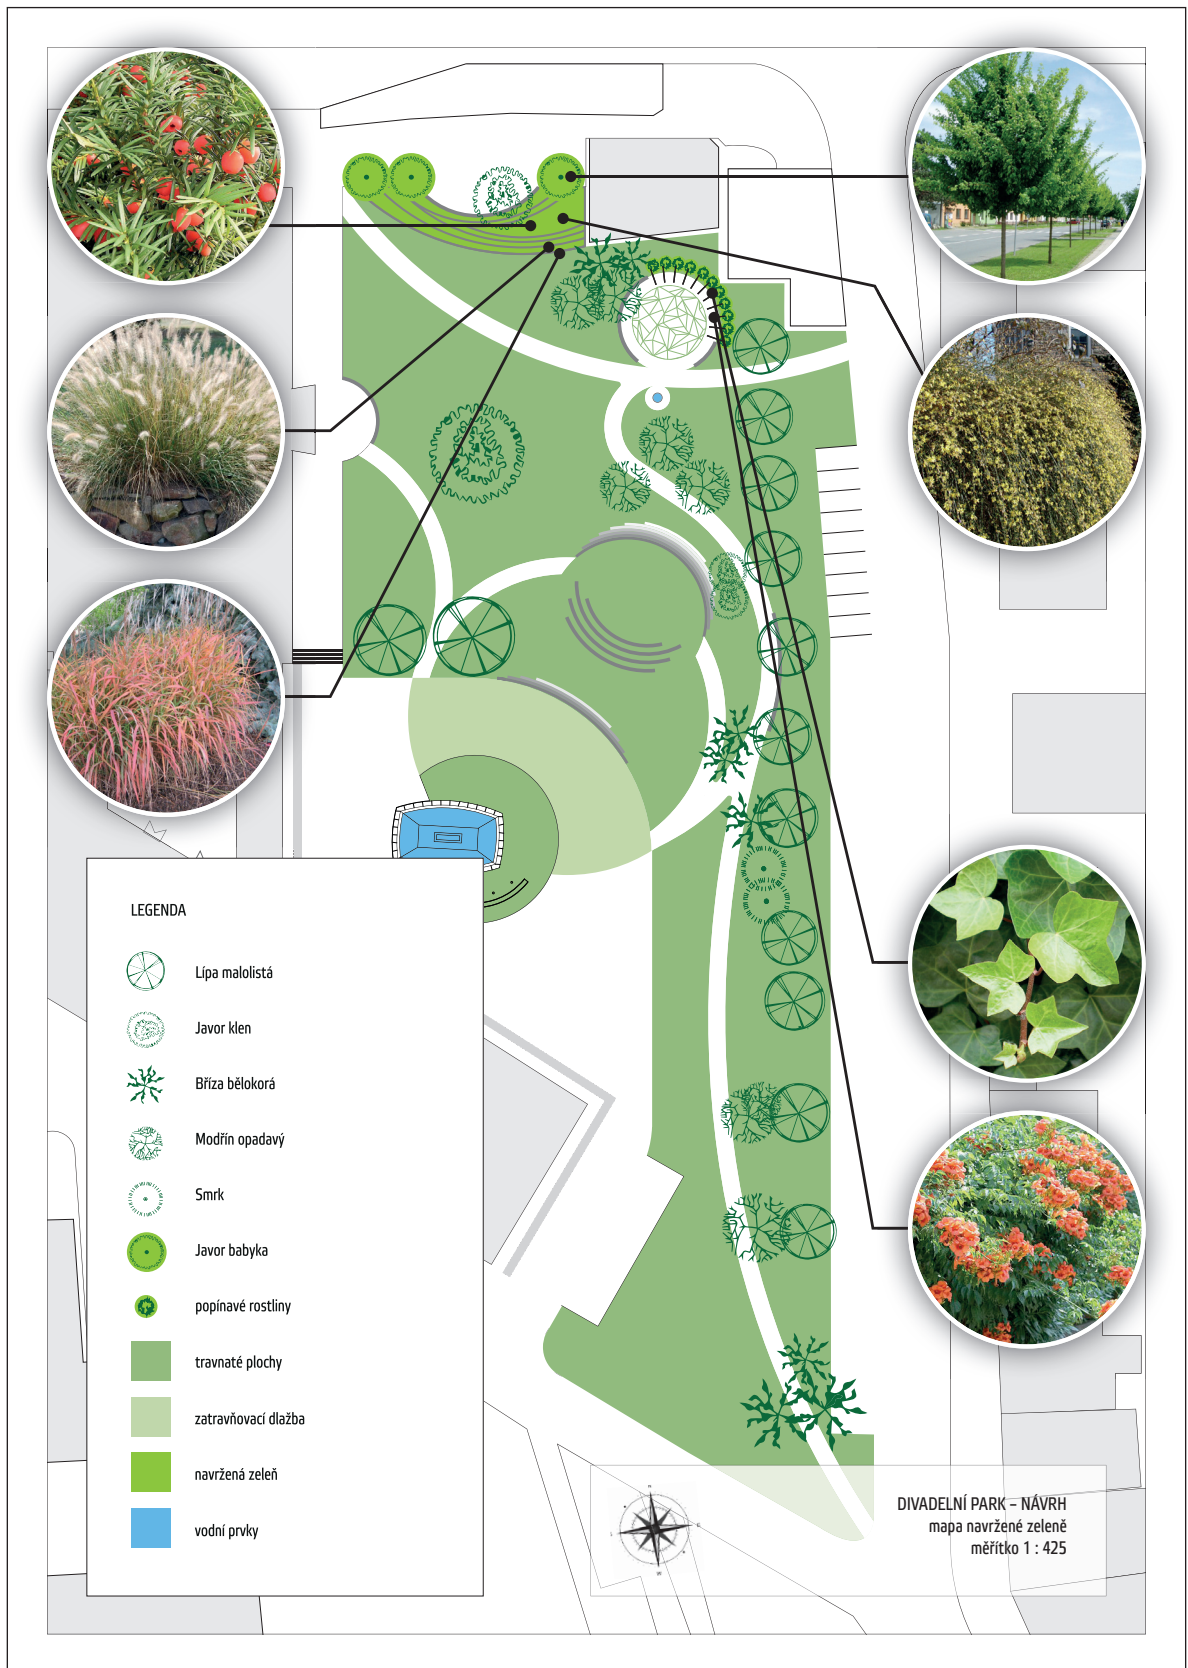 LEGENDA
Lípa malolistá
Javor klen
Bříza bělokorá
Modřín opadavý
Smrk
Javor babyka
popínavé rostliny
travnaté plochy
zatravňovací dlažba
navržená zeleň
vodní prvky
DIVADELNÍ PARK – NÁVRH
mapa navržené zeleně
měřítko 1 : 425